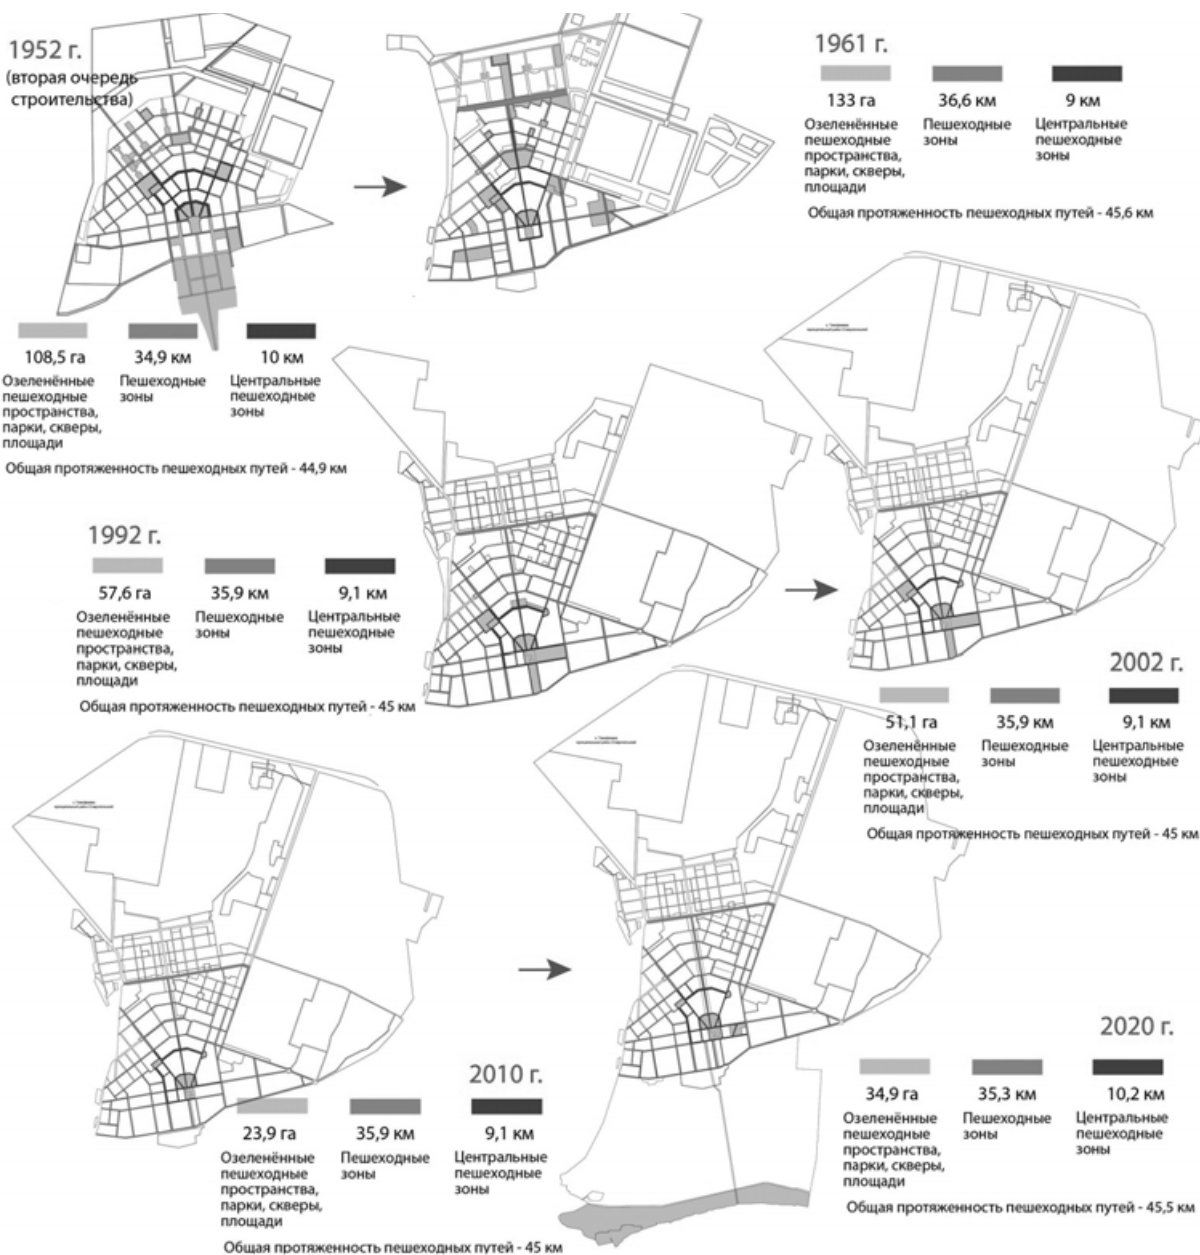 1952 г.
(вторая очередь
строительства)
108,5 га
34,9 км
10 км
Озеленённые
пешеходные
пространства,
парки, скверы,
площади
Пешеходные
зоны
Центральные
пешеходные
зоны
Общая протяженность пешеходных путей - 44,9 км
1961 г.
133 га
36,6 км
9 км
Озеленённые
пешеходные
пространства,
парки, скверы,
площади
Пешеходные
зоны
Центральные
пешеходные
зоны
Общая протяженность пешеходных путей - 45,6 км
1992 г.
57,6 га
35,9 км
9,1 км
Озеленённые
пешеходные
пространства,
парки, скверы,
площади
Пешеходные
зоны
Центральные
пешеходные
зоны
Общая протяженность пешеходных путей - 45 км
2002 г.
51,1 га
35,9 км
9,1 км
Озеленённые
пешеходные
пространства,
парки, скверы,
площади
Пешеходные
зоны
Центральные
пешеходные
зоны
Общая протяженность пешеходных путей - 45 км
2010 г.
23,9 га
35,9 км
9,1 км
Озеленённые
пешеходные
пространства,
парки, скверы,
площади
Пешеходные
зоны
Центральные
пешеходные
зоны
Общая протяженность пешеходных путей - 45 км
2020 г.
34,9 га
35,3 км
10,2 км
Озеленённые
пешеходные
пространства,
парки, скверы,
площади
Пешеходные
зоны
Центральные
пешеходные
зоны
Общая протяженность пешеходных путей - 45,5 км